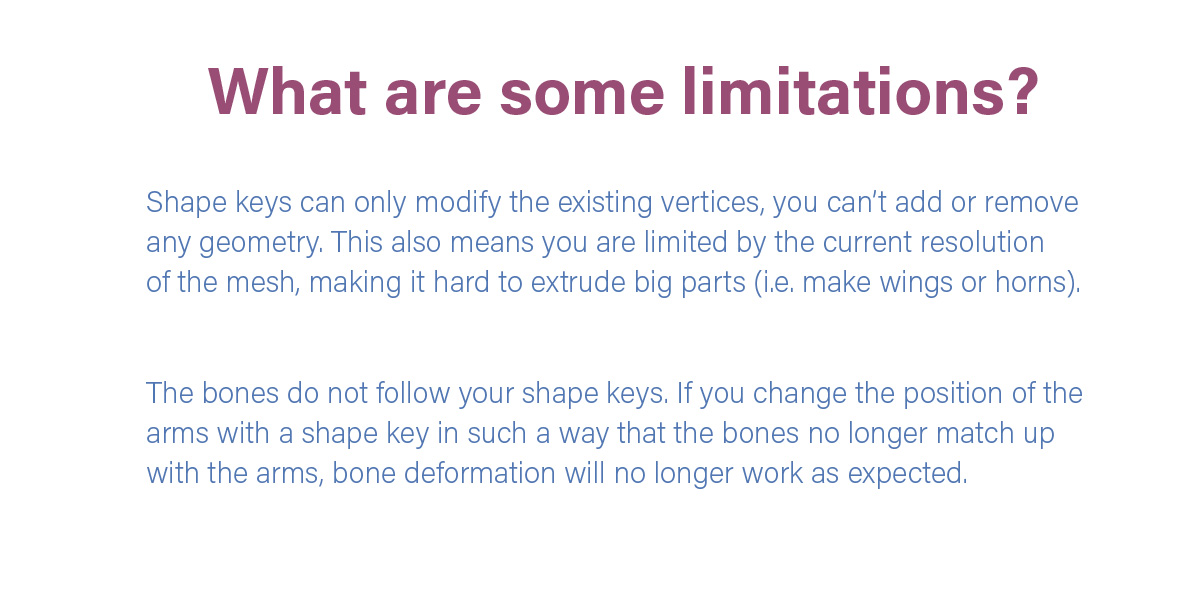 What are some limitations?
Shape keys can only modify the existing vertices, you can’t add or remove
any geometry. This also means you are limited by the current resolution
of the mesh, making it hard to extrude big parts (i.e. make wings or horns).
The bones do not follow your shape keys. If you change the position of the
arms with a shape key in such a way that the bones no longer match up
with the arms, bone deformation will no longer work as expected.